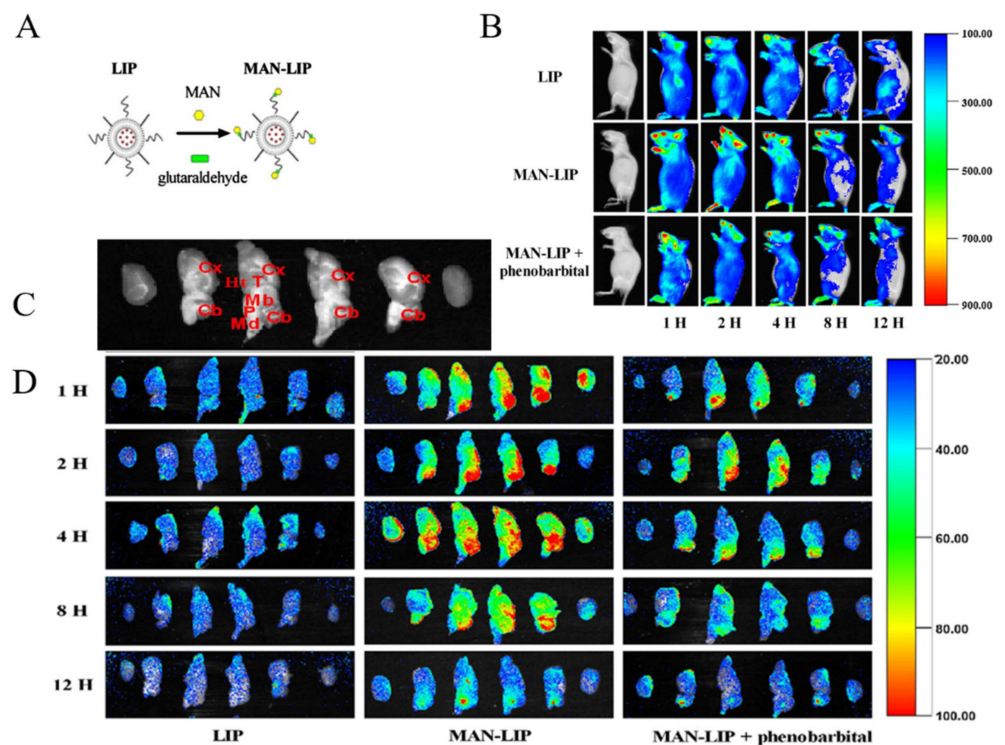 A
LIP
MAN
MAN-LIP
glutaraldehyde
B
LIP
MAN-LIP
MAN-LIP +
phenobarbital
1 H 2 H 4 H 8 H 12 H
100.00
300.00
500.00
700.00
900.00
C
Cx Cx Cx Cx
Ht T
Mb
P
Cb Md Cb Cb Cb
D
1 H
2 H
4 H
8 H
12 H
LIP MAN-LIP MAN-LIP + phenobarbital
20.00
40.00
60.00
80.00
100.00